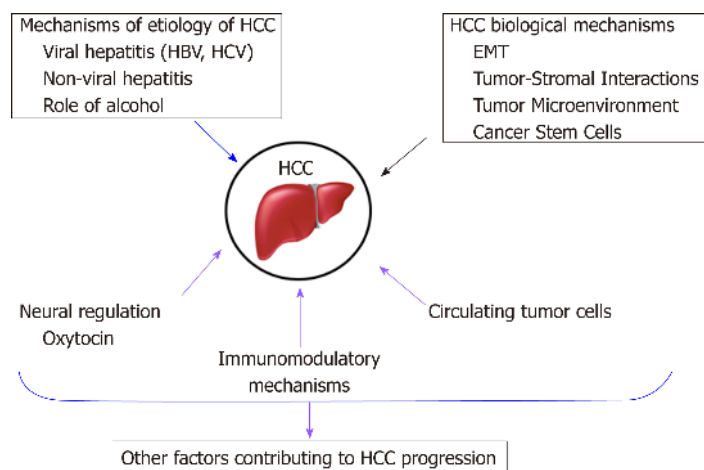 Mechanisms of etiology of HCC
Viral hepatitis (HBV, HCV)
Non-viral hepatitis
Role of alcohol
HCC biological mechanisms
EMT
Tumor-Stromal Interactions
Tumor Microenvironment
Cancer Stem Cells
HCC
Neural regulation
Oxytocin
Circulating tumor cells
Immunomodulatory
mechanisms
Other factors contributing to HCC progression